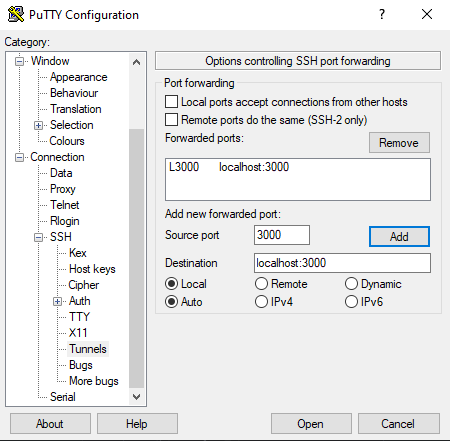 PuTTY Configuration
Category:
Window
Appearance
Behaviour
Translation
Selection
Colours
Connection
Data
Proxy
Telnet
Rlogin
SSH
Kex
Host keys
Cipher
Auth
TTY
X11
Tunnels
Bugs
More bugs
Serial
Options controlling SSH port forwarding
Port forwarding
Local ports accept connections from other hosts
Remote ports do the same (SSH-2 only)
Forwarded ports: Remove
L3000 localhost:3000
Add new forwarded port:
Source port 3000 Add
Destination localhost:3000
Local Remote Dynamic
Auto IPv4 IPv6
About Help Open Cancel